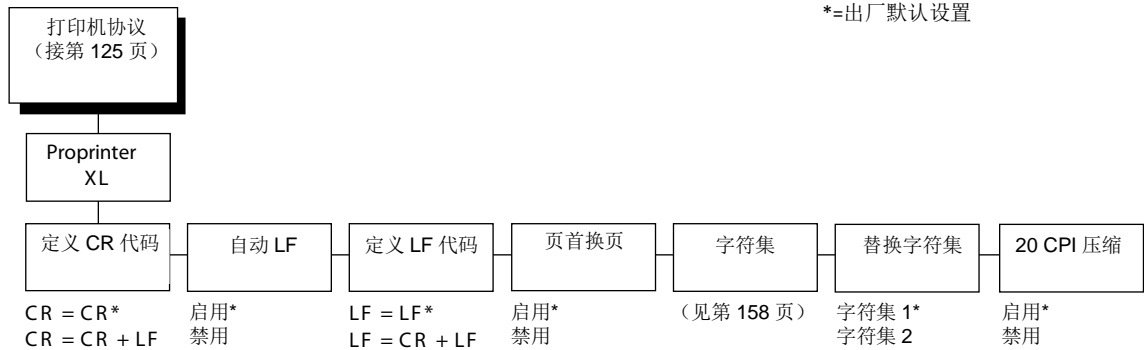 *=出厂默认设置
打印机协议
（接第 125 页）
Proprinter
XL
定义 CR 代码
自动 LF
定义 LF 代码
页首换页
字符集
替换字符集
20 CPI 压缩
CR = CR*
CR = CR + LF
启用*
禁用
LF = LF*
LF = CR + LF
启用*
禁用
（见第 158 页）
字符集 1*
字符集 2
启用*
禁用